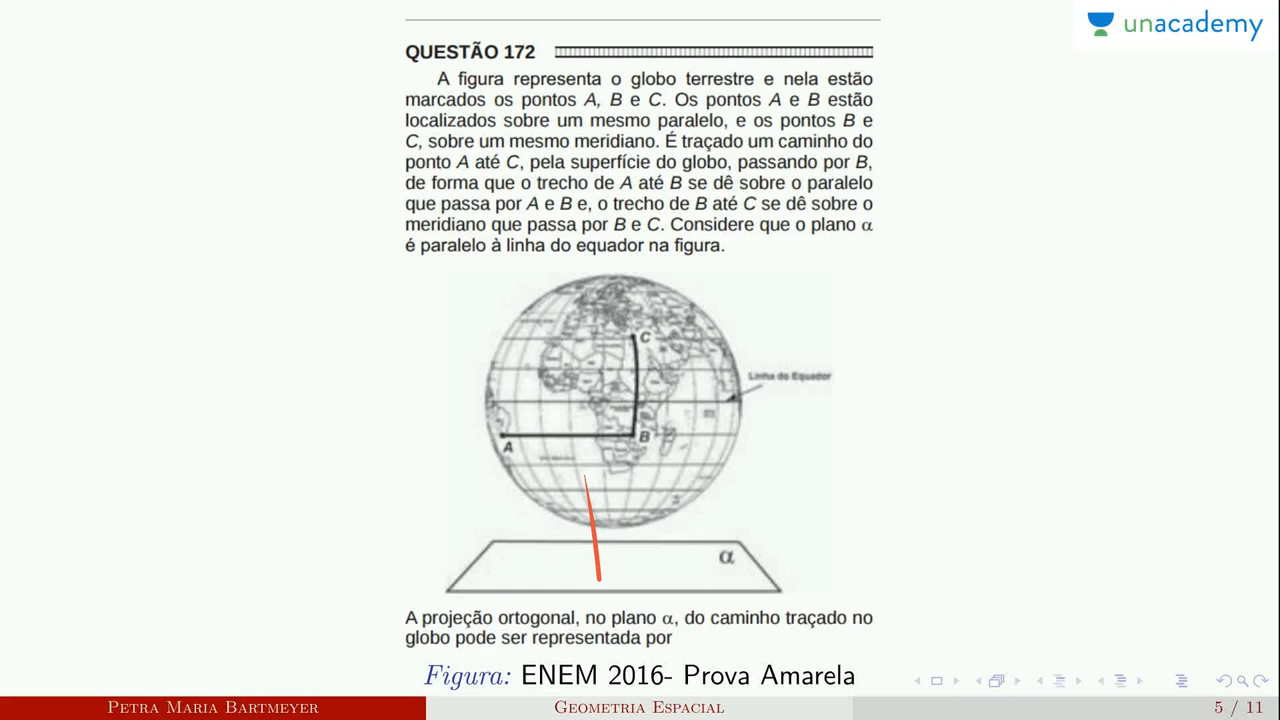 unacademy
QUESTÃO 172
A figura representa o globo terrestre e nela estão
marcados os pontos A, B e C. Os pontos A e B estão
localizados sobre um mesmo paralelo, e os pontos B e
C, sobre um mesmo meridiano. É traçado um caminho do
ponto A até C, pela superfície do globo, passando por B,
de forma que o trecho de A até B se dê sobre o paralelo
que passa por A e B e, o trecho de B até C se dê sobre o
meridiano que passa por B e C. Considere que o plano α
é paralelo à linha do equador na figura.
C
Linha do Equador
B
A
α
A projeção ortogonal, no plano α, do caminho traçado no
globo pode ser representada por
Figura: ENEM 2016- Prova Amarela
Petra Maria Bartmeyer
Geometria Espacial
5 / 11